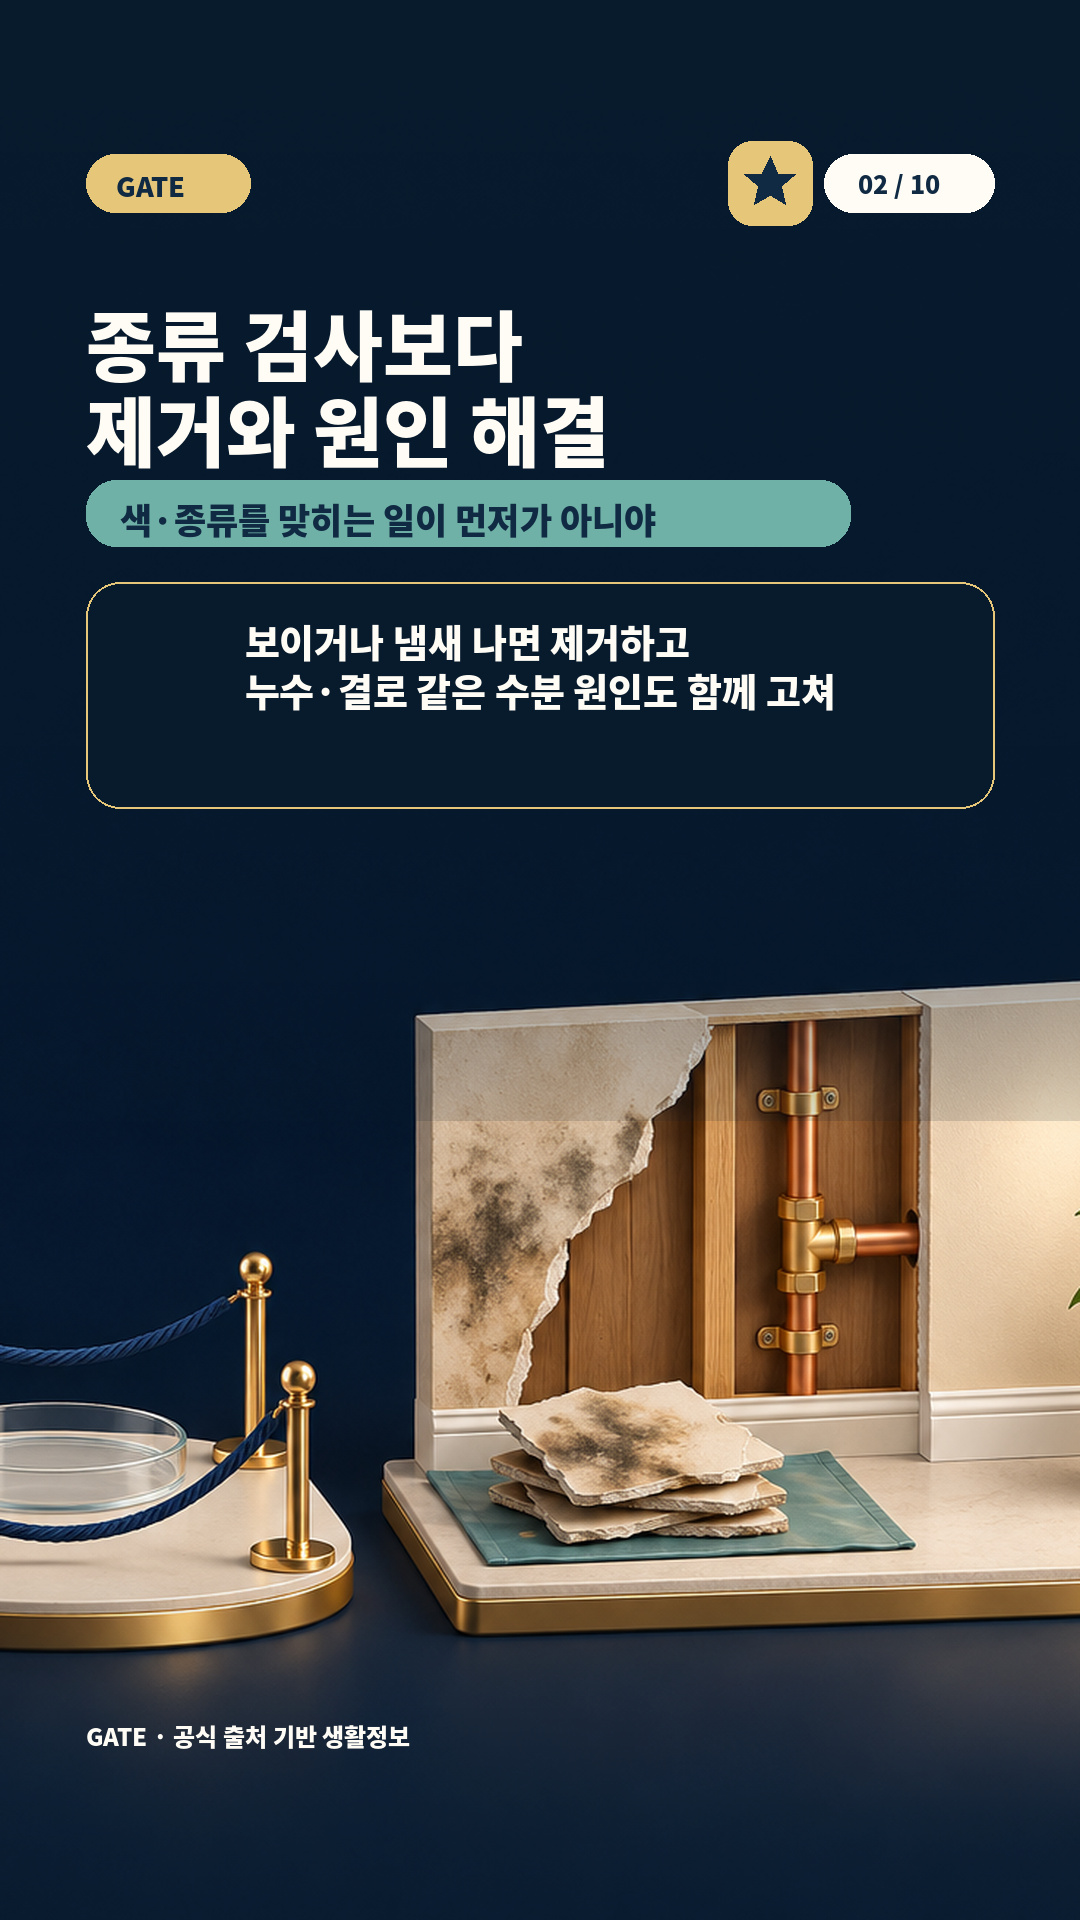 GATE
02 / 10
종류 검사보다
제거와 원인 해결
색·종류를 맞히는 일이 먼저가 아니야
보이거나 냄새 나면 제거하고
누수·결로 같은 수분 원인도 함께 고쳐
GATE · 공식 출처 기반 생활정보